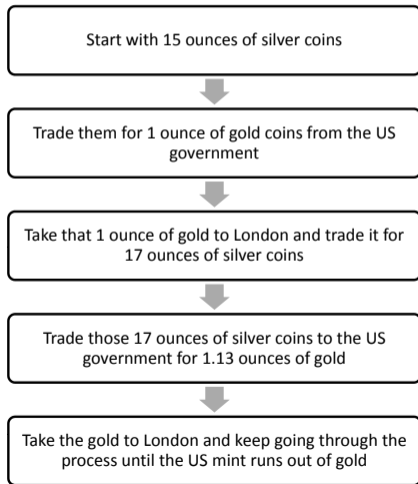 Start with 15 ounces of silver coins
Trade them for 1 ounce of gold coins from the US
government
Take that 1 ounce of gold to London and trade it for
17 ounces of silver coins
Trade those 17 ounces of silver coins to the US
government for 1.13 ounces of gold
Take the gold to London and keep going through the
process until the US mint runs out of gold